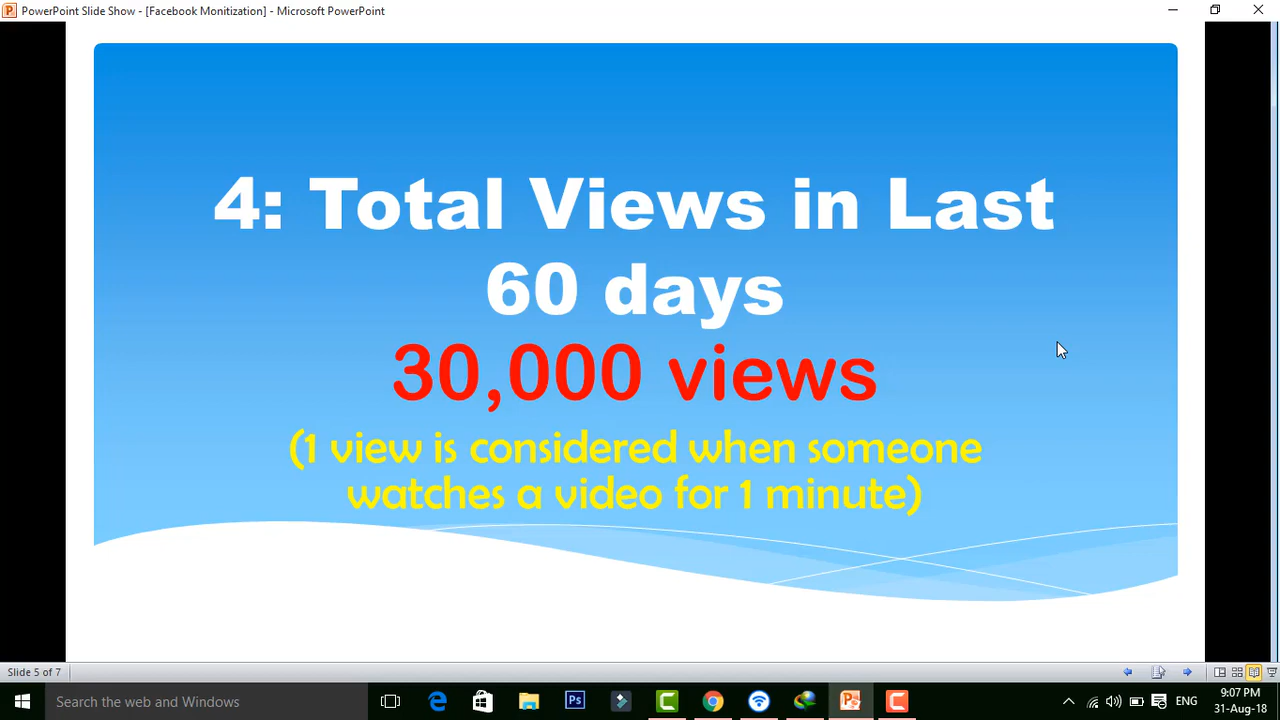 PowerPoint Slide Show - [Facebook Monitization] - Microsoft PowerPoint
4: Total Views in Last
60 days
30,000 views
(1 view is considered when someone
watches a video for 1 minute)
Slide 5 of 7
Search the web and Windows
Ps
ENG
9:07 PM
31-Aug-18